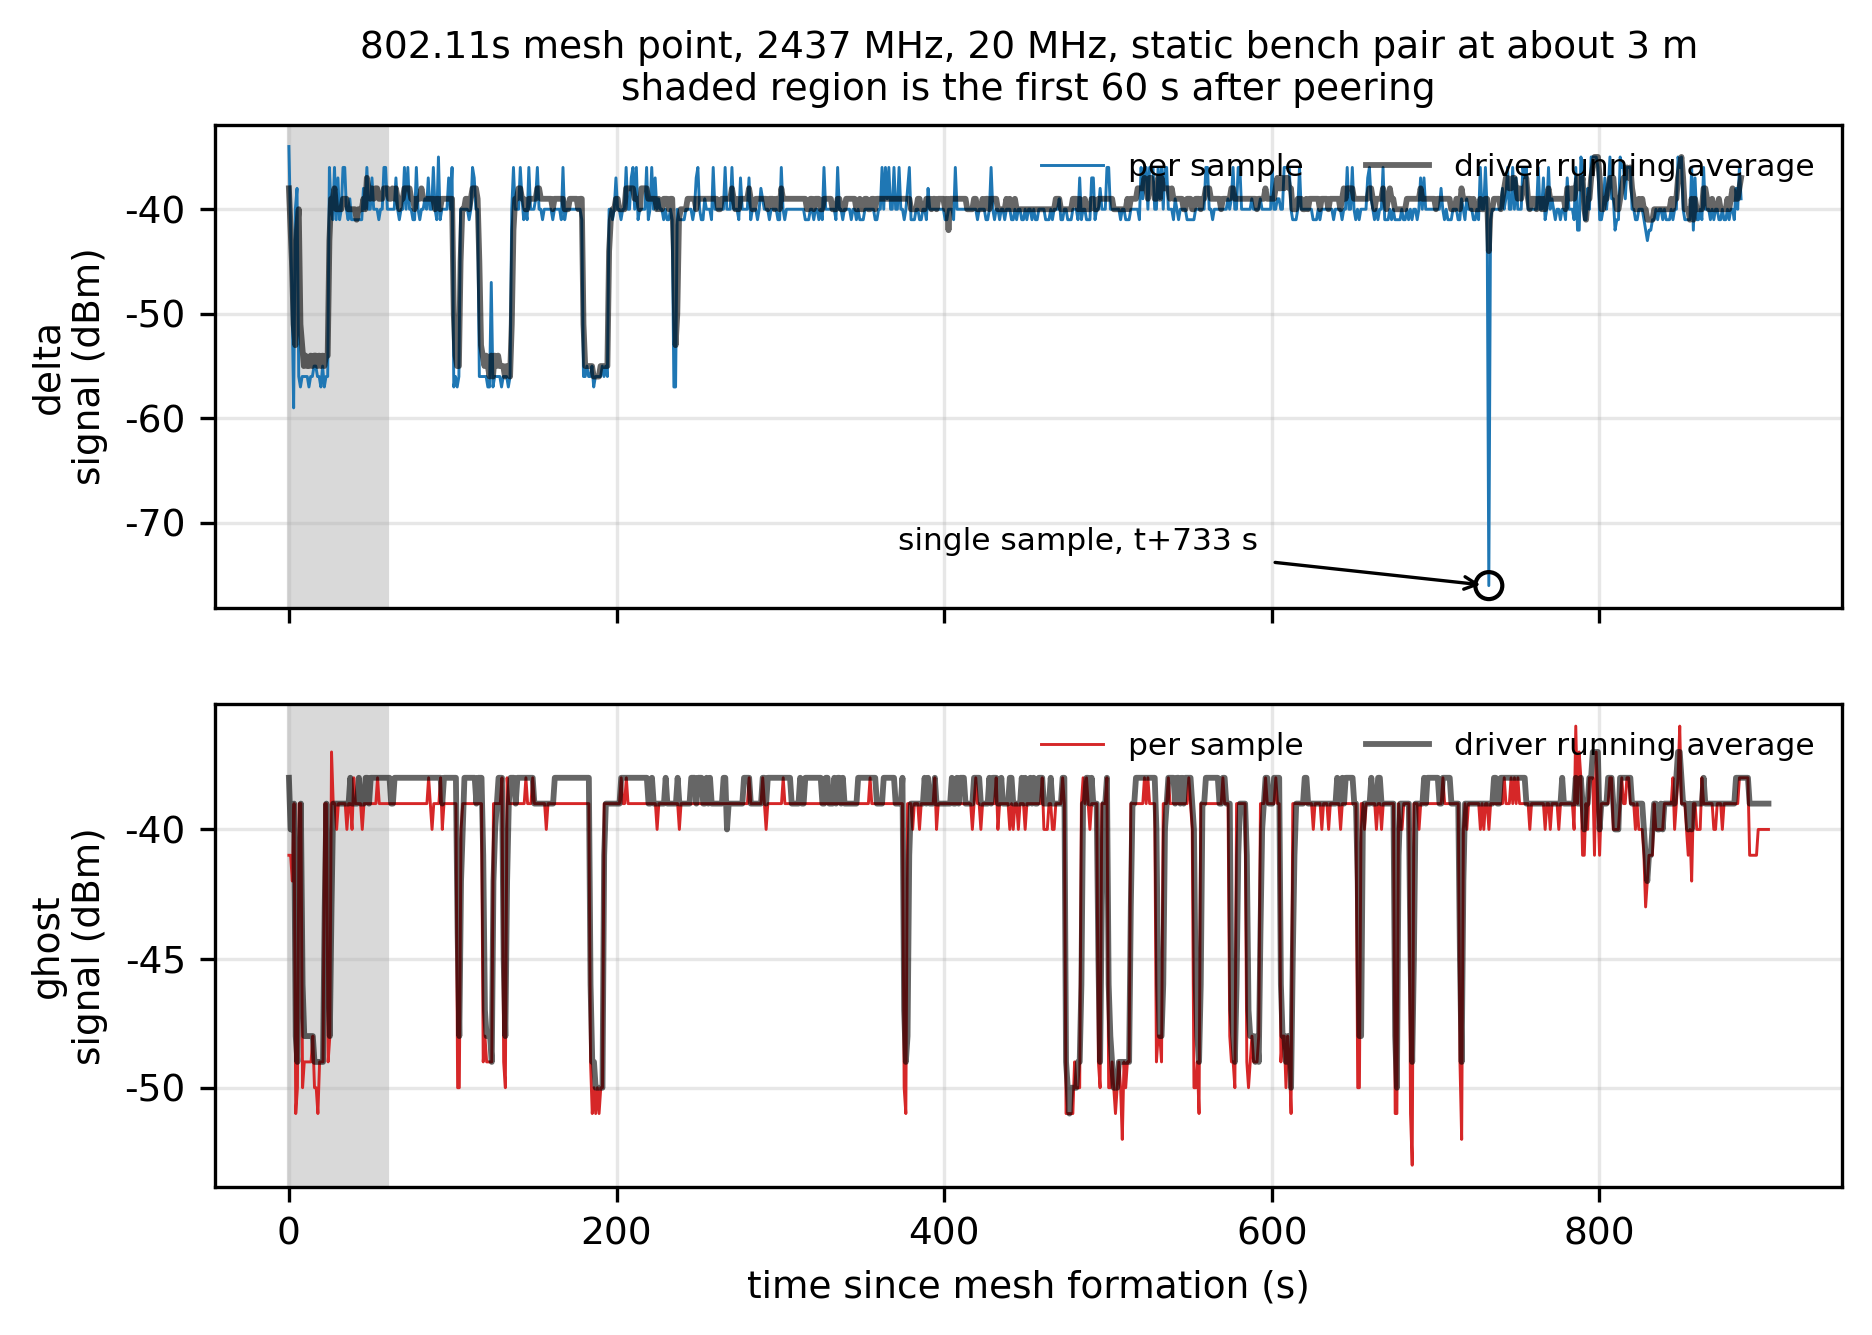 802.11s mesh point, 2437 MHz, 20 MHz, static bench pair at about 3 m
shaded region is the first 60 s after peering
per sample
driver running average
-40
-50
-60
-70
delta
signal (dBm)
single sample, t+733 s
per sample
driver running average
-40
-45
-50
ghost
signal (dBm)
0
200
400
600
800
time since mesh formation (s)